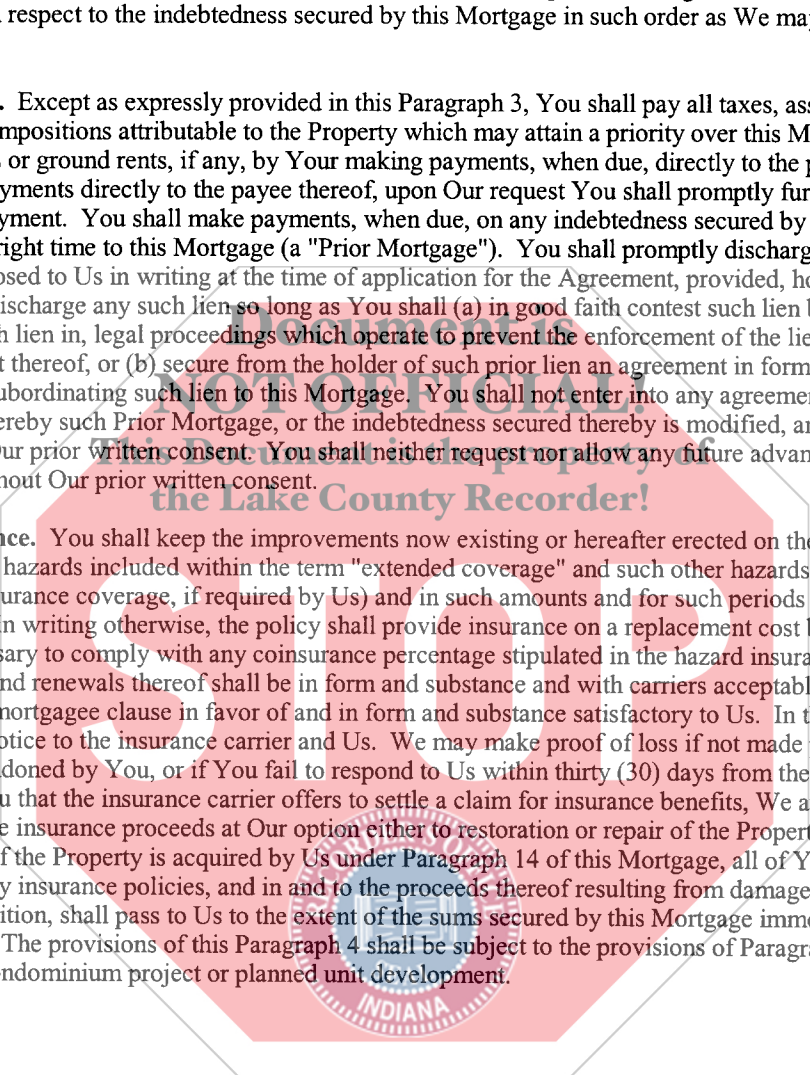 respect to the indebtedness secured by this Mortgage in such order as We may
. Except as expressly provided in this Paragraph 3, You shall pay all taxes, ass
mpositions attributable to the Property which may attain a priority over this M
or ground rents, if any, by Your making payments, when due, directly to the p
yments directly to the payee thereof, upon Our request You shall promptly fur
yment. You shall make payments, when due, on any indebtedness secured by
right time to this Mortgage (a "Prior Mortgage"). You shall promptly discharg
osed to Us in writing at the time of application for the Agreement, provided, ho
ischarge any such lien so long as You shall (a) in good faith contest such lien b
h lien in, legal proceedings which operate to prevent the enforcement of the lie
t thereof, or (b) secure from the holder of such prior lien an agreement in form
ubordinating such lien to this Mortgage. You shall not enter into any agreemen
ereby such Prior Mortgage, or the indebtedness secured thereby is modified, an
ur prior written consent. You shall neither request nor allow any future advan
hout Our prior written consent.
Document is
NOT OFFICIAL!
This Document is the property of
the Lake County Recorder!
nce. You shall keep the improvements now existing or hereafter erected on the
hazards included within the term "extended coverage" and such other hazards
urance coverage, if required by Us) and in such amounts and for such periods
n writing otherwise, the policy shall provide insurance on a replacement cost b
sary to comply with any coinsurance percentage stipulated in the hazard insura
nd renewals thereof shall be in form and substance and with carriers acceptabl
mortgagee clause in favor of and in form and substance satisfactory to Us. In t
otice to the insurance carrier and Us. We may make proof of loss if not made
doned by You, or if You fail to respond to Us within thirty (30) days from the
u that the insurance carrier offers to settle a claim for insurance benefits, We a
e insurance proceeds at Our option either to restoration or repair of the Propert
f the Property is acquired by Us under Paragraph 14 of this Mortgage, all of Y
y insurance policies, and in and to the proceeds thereof resulting from damage
ition, shall pass to Us to the extent of the sums secured by this Mortgage imme
The provisions of this Paragraph 4 shall be subject to the provisions of Paragra
ndominium project or planned unit development.
STOP
INDIANA